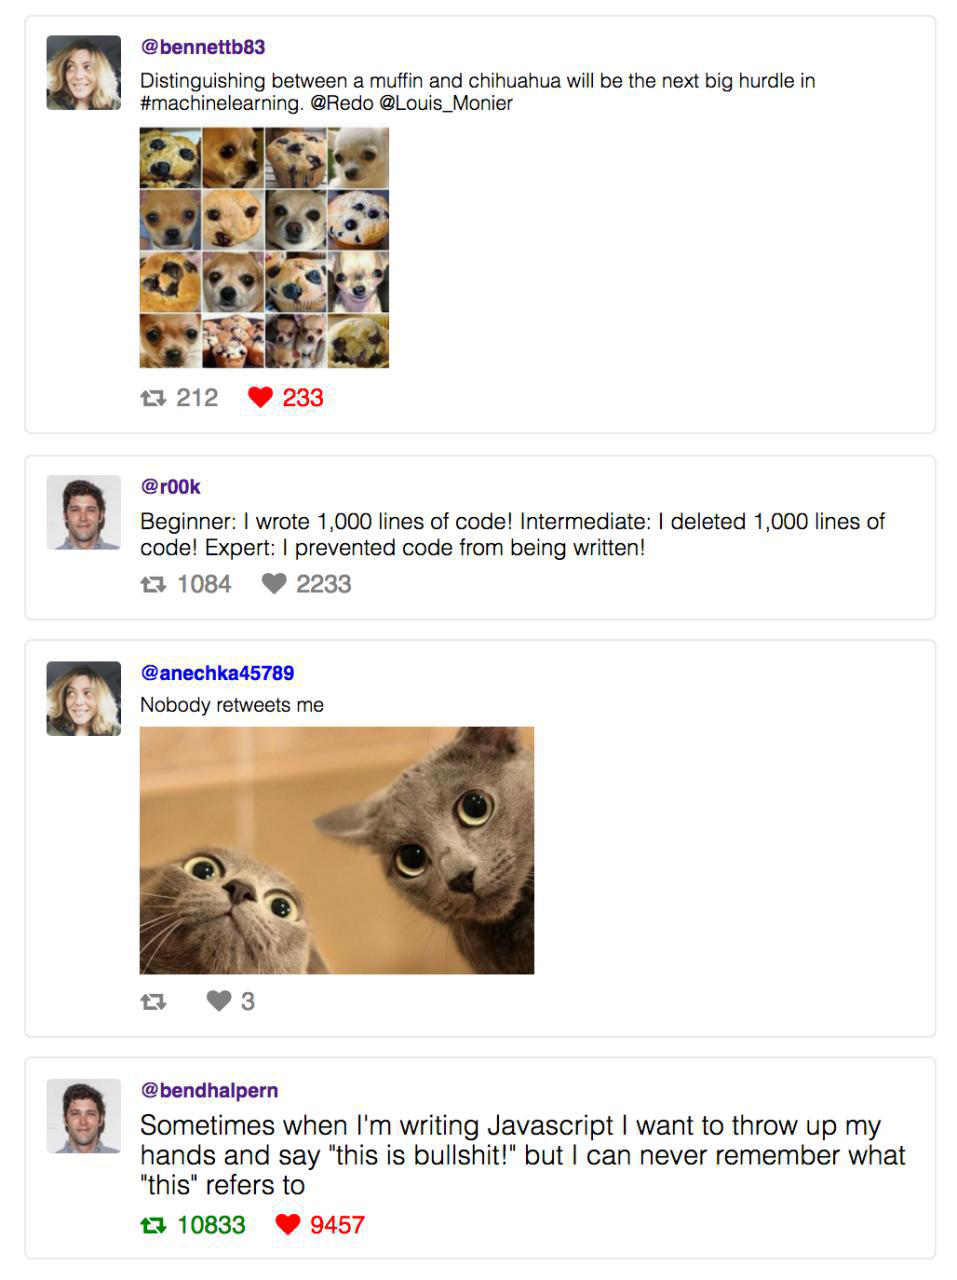 @bennettb83
Distinguishing between a muffin and chihuahua will be the next big hurdle in
#machinelearning. @Redo @Louis_Monier
212 233
@r00k
Beginner: I wrote 1,000 lines of code! Intermediate: I deleted 1,000 lines of
code! Expert: I prevented code from being written!
1084 2233
@anechka45789
Nobody retweets me
3
@bendhalpern
Sometimes when I'm writing Javascript I want to throw up my
hands and say "this is bullshit!" but I can never remember what
"this" refers to
10833 9457